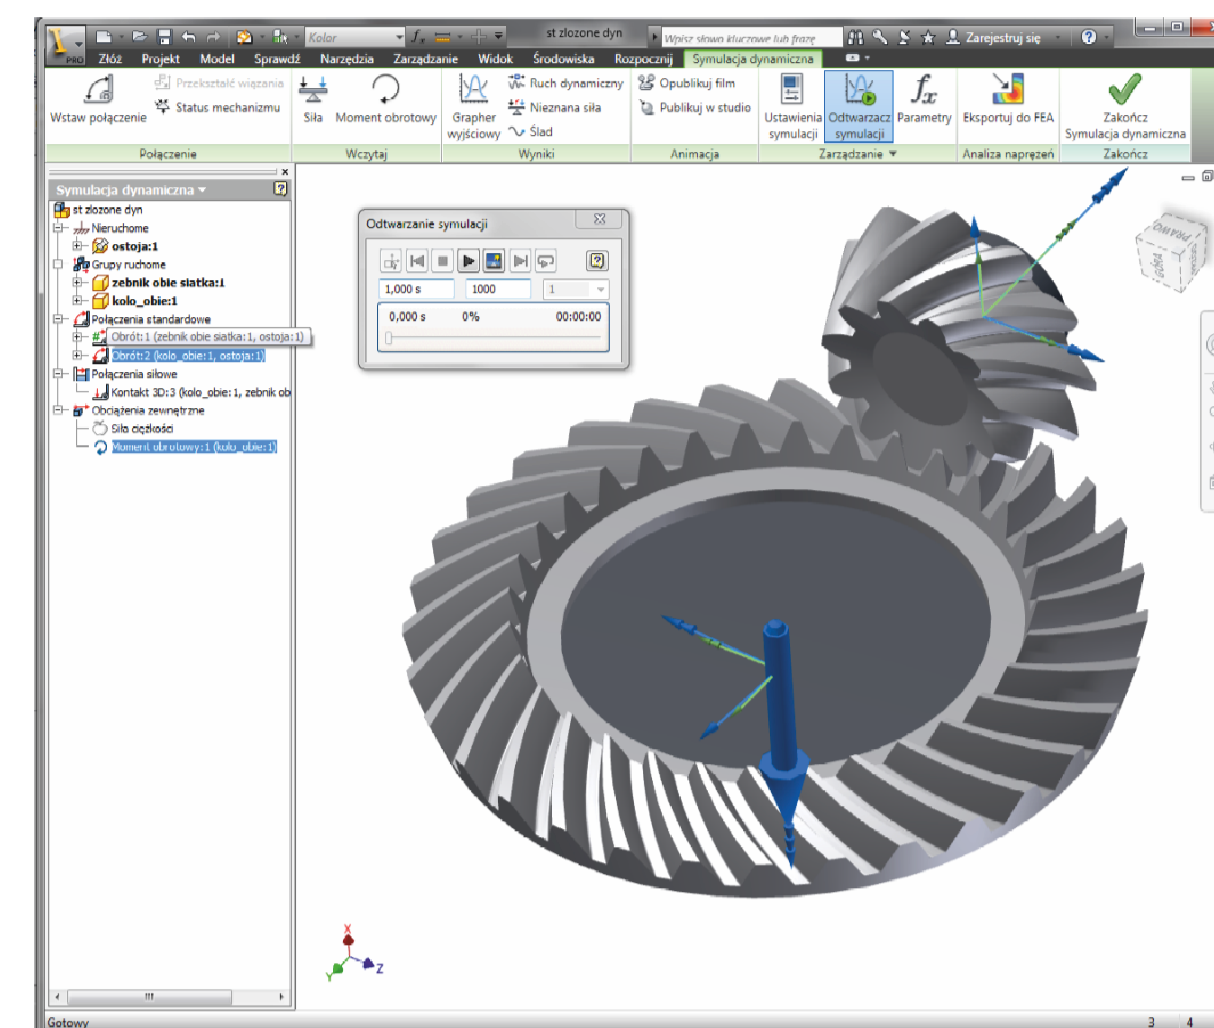 st zlozone dyn
Kolor
Wpisz słowo kluczowe lub frazę
Zarejestruj się
PRO
Złóż Projekt Model Sprawdź Narzędzia Zarządzanie Widok Środowiska Rozpocznij Symulacja dynamiczna
Wstaw połączenie
Przekształć wiązania
Status mechanizmu
Połączenie
Siła
Moment obrotowy
Wczytaj
Grapher
wyjściowy
Ruch dynamiczny
Nieznana siła
Ślad
Wyniki
Opublikuj film
Publikuj w studio
Animacja
Ustawienia
symulacji
Odtwarzacz
symulacji
Parametry
Zarządzanie
Eksportuj do FEA
Analiza naprężeń
Zakończ
Symulacja dynamiczna
Zakończ
Symulacja dynamiczna
st zlozone dyn
Nieruchome
ostoja:1
Grupy ruchome
zebnik obie siatka:1
kolo_obie:1
Połączenia standardowe
Obrót:1 (zebnik obie siatka:1, ostoja:1)
Obrót:2 (kolo_obie:1, ostoja:1)
Połączenia siłowe
Kontakt 3D:3 (kolo_obie:1, zebnik ob
Obciążenia zewnętrzne
Siła ciężkości
Moment obrotowy:1 (kolo_obie:1)
Odtwarzanie symulacji
1,000 s
1000
1
0,000 s
0%
00:00:00
PRAWO
GÓRA
X
Y
Z
Gotowy
3
4